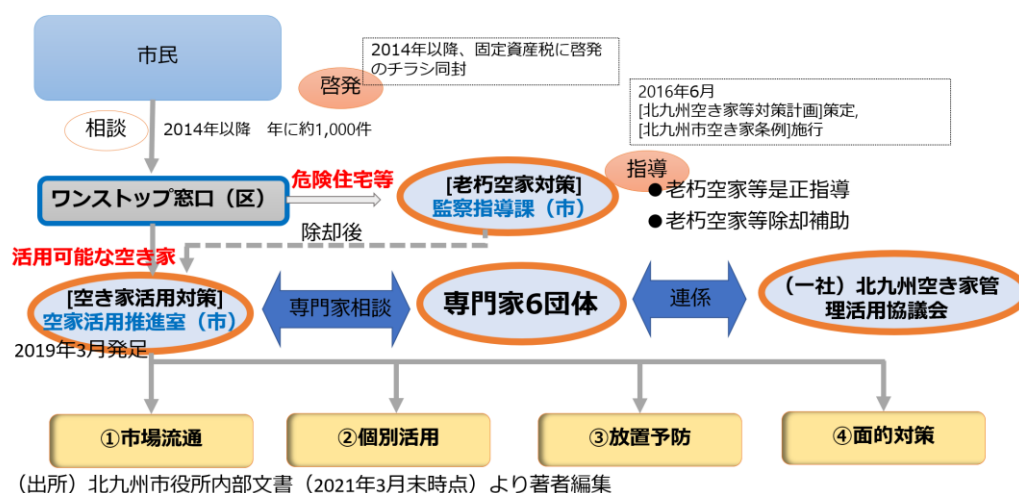 市民
啓発
2014年以降、固定資産税に啓発
のチラシ同封
相談
2014年以降　年に約1,000件
2016年6月
[北九州空き家等対策計画]策定,
[北九州市空き家条例]施行
ワンストップ窓口（区）
危険住宅等
[老朽空家対策]
監察指導課（市）
指導
●老朽空家等是正指導
●老朽空家等除却補助
除却後
活用可能な空き家
[空き家活用対策]
空家活用推進室（市）
2019年3月発足
専門家相談
専門家6団体
連係
（一社）北九州空き家管
理活用協議会
①市場流通
②個別活用
③放置予防
④面的対策
（出所）北九州市役所内部文書（2021年3月末時点）より著者編集